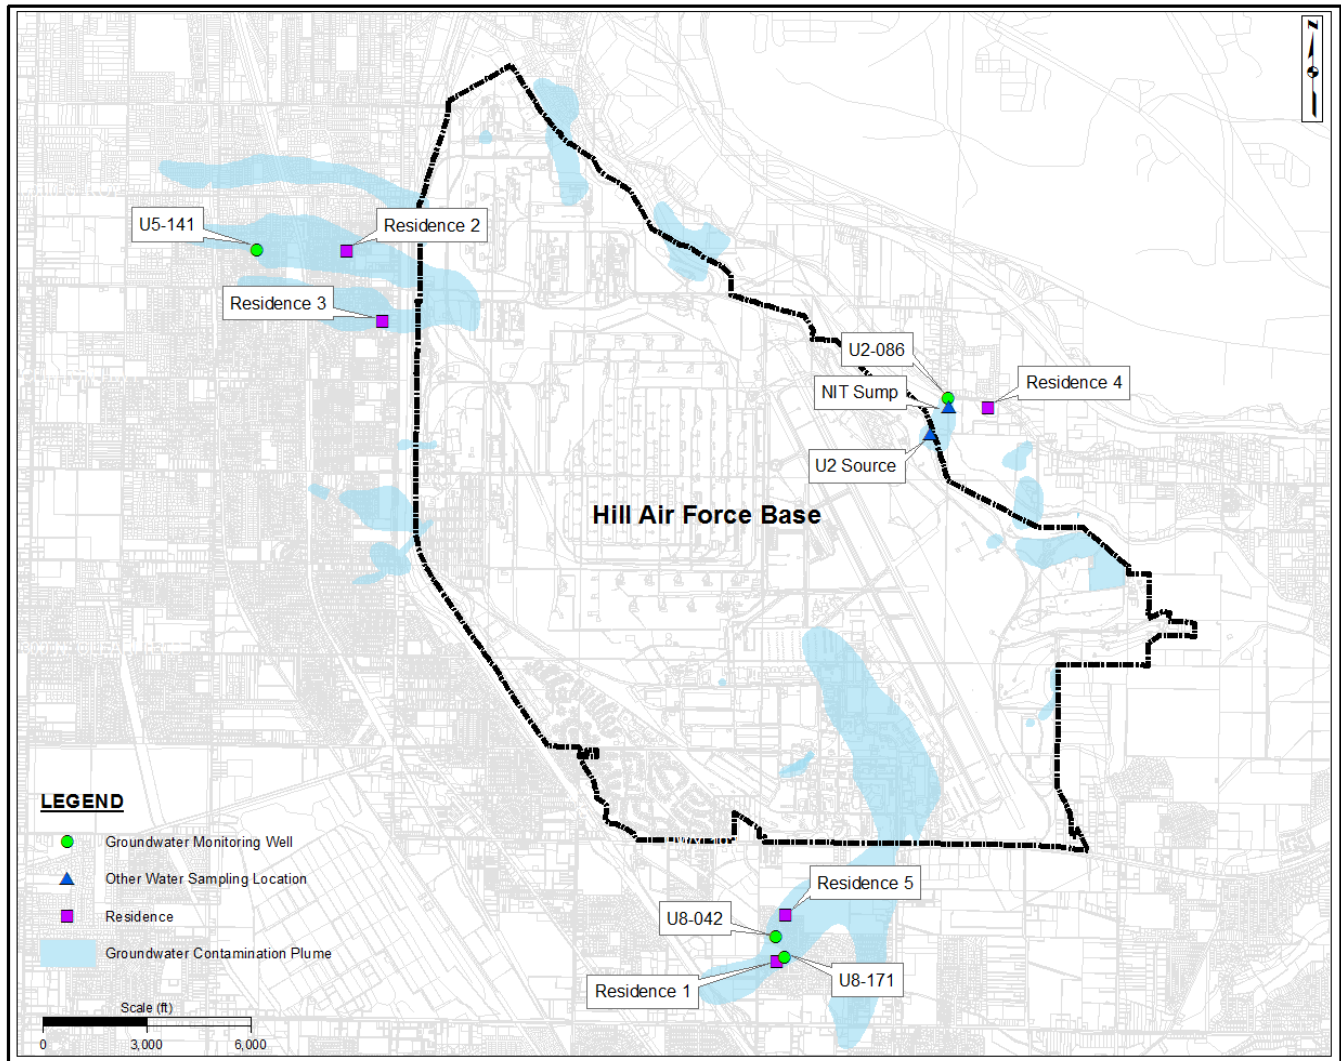 N
U5-141
Residence 2
Residence 3
U2-086
NIT Sump
Residence 4
U2 Source
Hill Air Force Base
LEGEND
Groundwater Monitoring Well
Other Water Sampling Location
Residence
Groundwater Contamination Plume
Scale (ft)
0 3,000 6,000
Residence 5
U8-042
Residence 1
U8-171